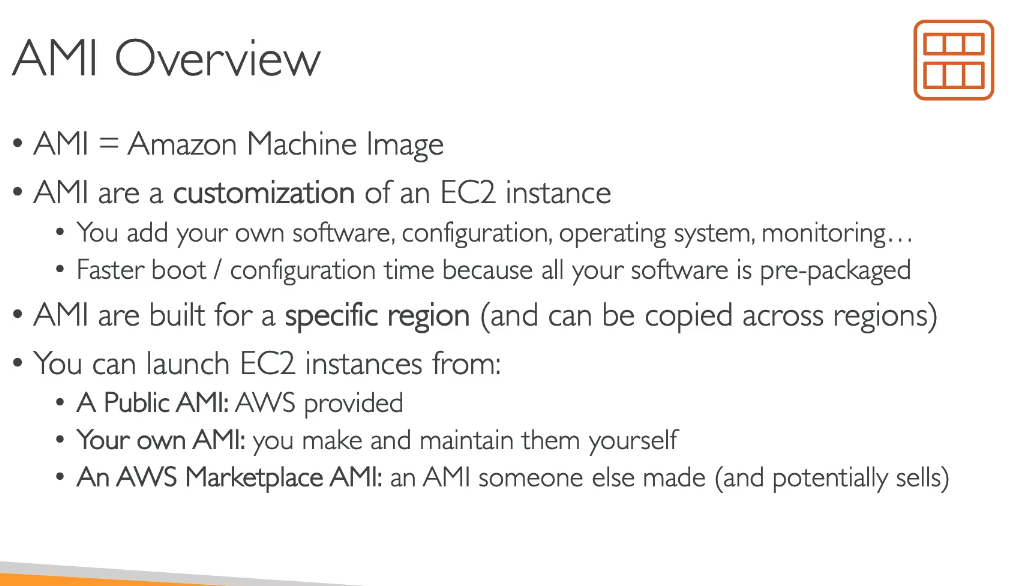 AMI Overview
• AMI = Amazon Machine Image
• AMI are a customization of an EC2 instance
• You add your own software, configuration, operating system, monitoring…
• Faster boot / configuration time because all your software is pre-packaged
• AMI are built for a specific region (and can be copied across regions)
• You can launch EC2 instances from:
• A Public AMI: AWS provided
• Your own AMI: you make and maintain them yourself
• An AWS Marketplace AMI: an AMI someone else made (and potentially sells)